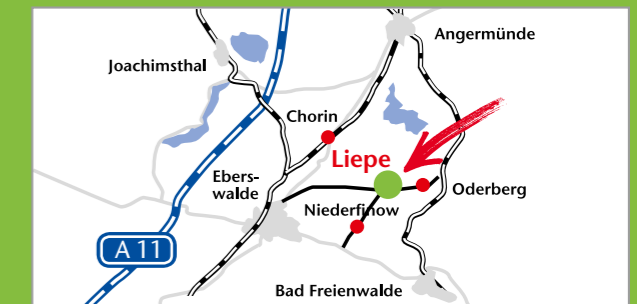 Angermünde
Joachimsthal
Chorin
Liepe
Ebers-
walde
Oderberg
Niederfinow
A 11
Bad Freienwalde